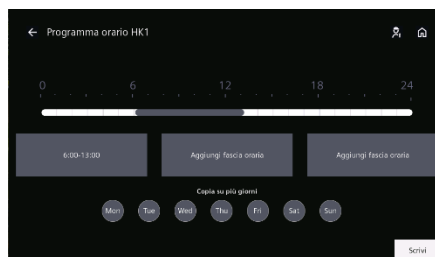 Programma orario HK1
0 6 12 18 24
6:00-13:00 Aggiungi fascia oraria Aggiungi fascia oraria
Copia su più giorni
Mon Tue Wed Thu Fri Sat Sun
Scrivi